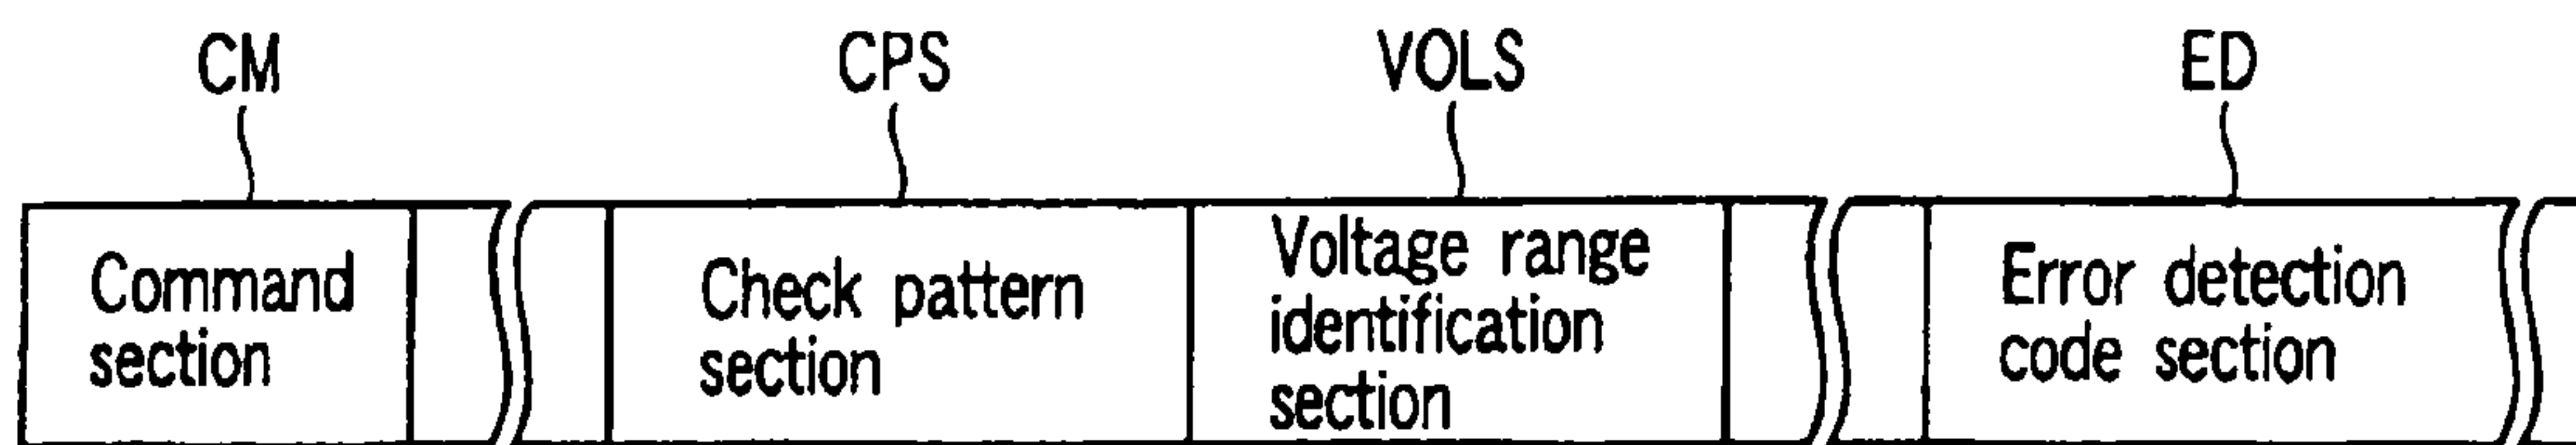 CM CPS VOLS ED
Command
section
Check pattern
section
Voltage range
identification
section
Error detection
code section